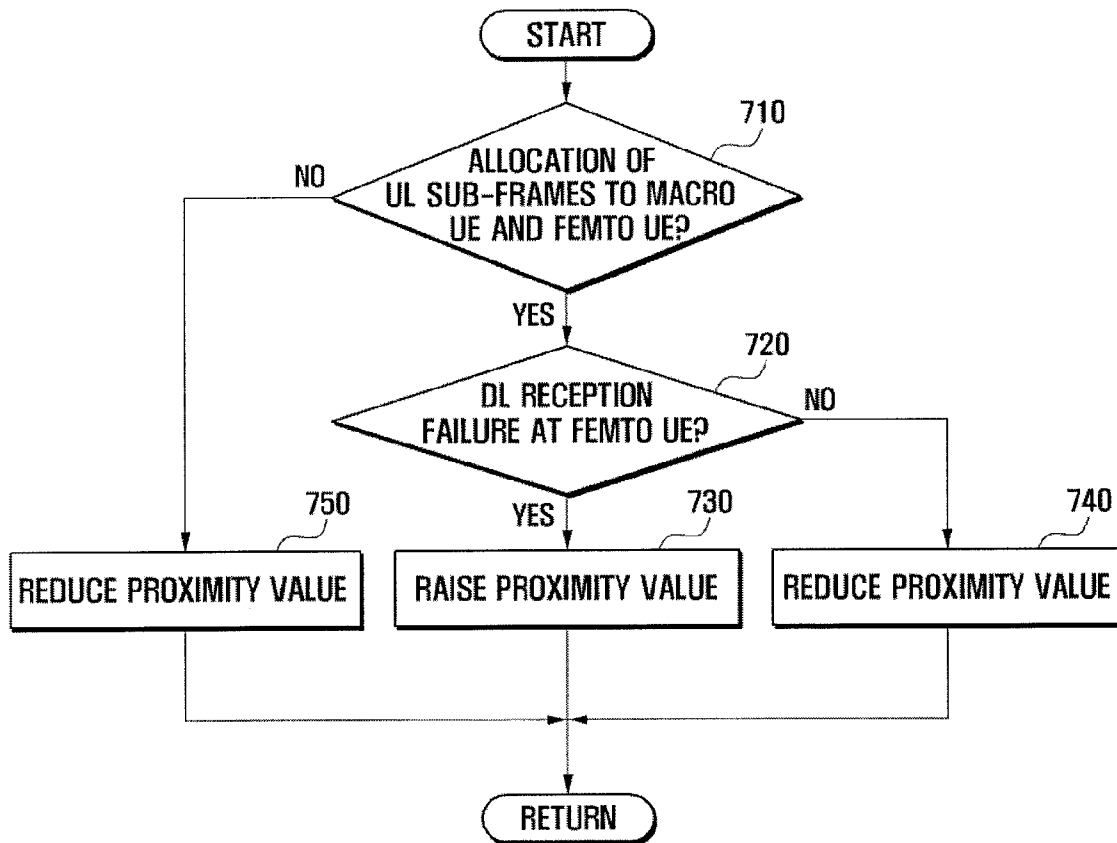 START
710
ALLOCATION OF
UL SUB-FRAMES TO MACRO
UE AND FEMTO UE?
NO
YES
720
DL RECEPTION
FAILURE AT FEMTO UE?
NO
YES
750
REDUCE PROXIMITY VALUE
730
RAISE PROXIMITY VALUE
740
REDUCE PROXIMITY VALUE
RETURN